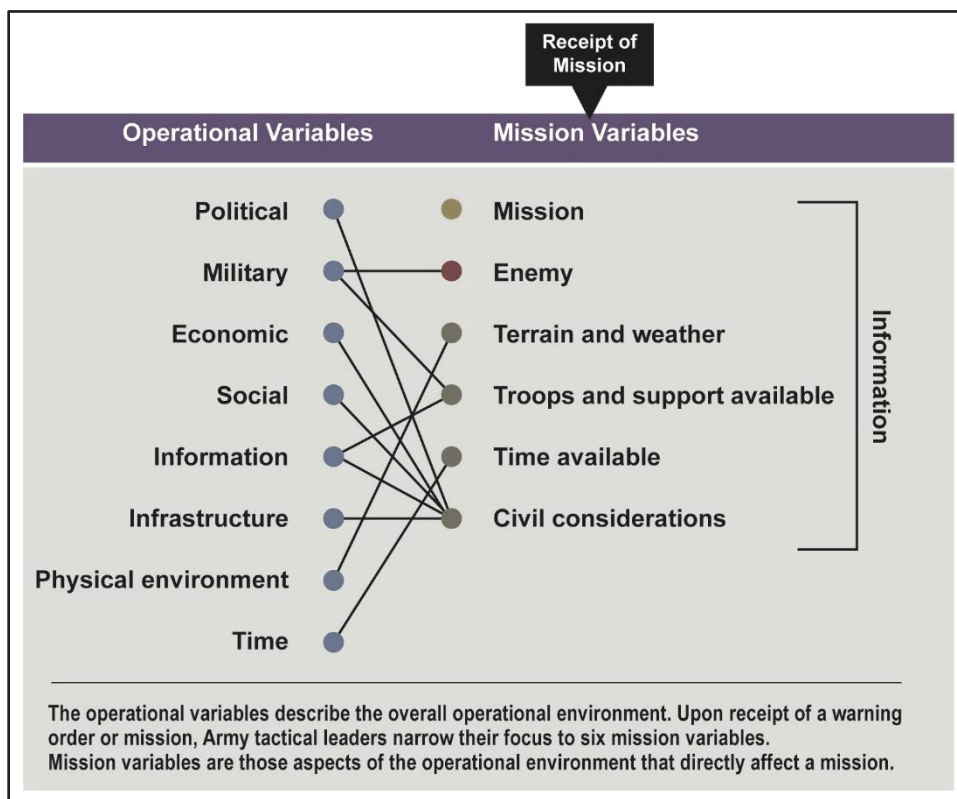 Receipt of
Mission
Operational Variables
Mission Variables
Political
Mission
Military
Enemy
Economic
Terrain and weather
Social
Troops and support available
Information
Time available
Infrastructure
Civil considerations
Physical environment
Time
Information
The operational variables describe the overall operational environment. Upon receipt of a warning
order or mission, Army tactical leaders narrow their focus to six mission variables.
Mission variables are those aspects of the operational environment that directly affect a mission.